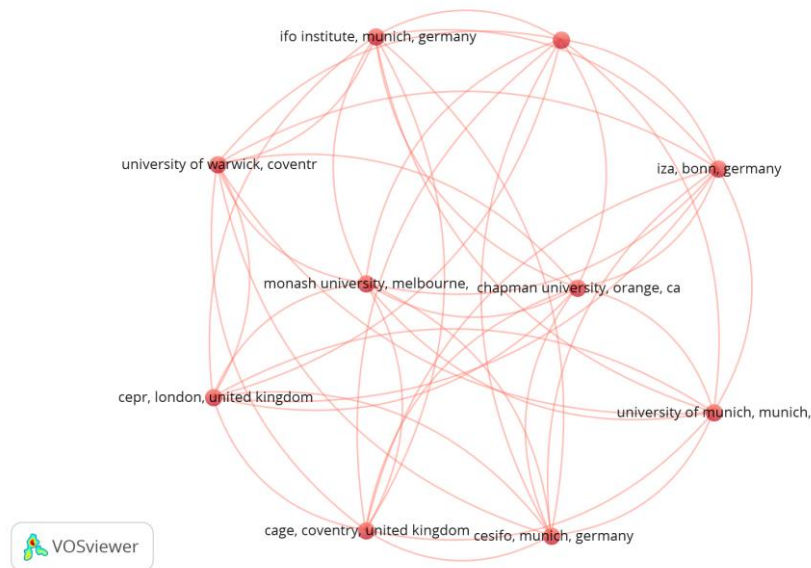 ifo institute, munich, germany
university of warwick, coventr
iza, bonn, germany
monash university, melbourne,
chapman university, orange, ca
cepr, london, united kingdom
university of munich, munich,
cage, coventry, united kingdom
cesifo, munich, germany
VOSviewer